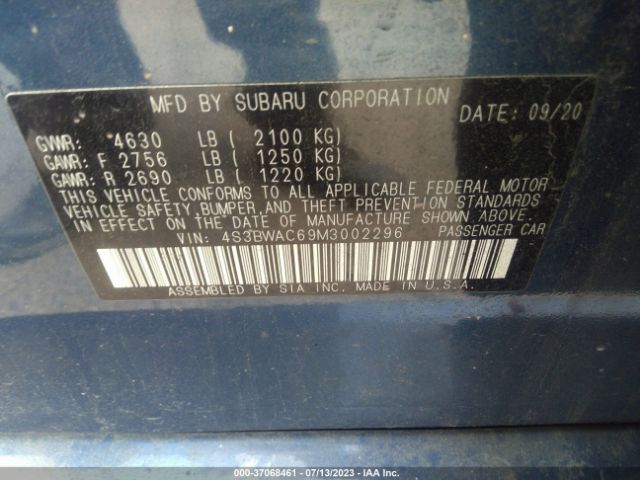 MFD BY SUBARU CORPORATION DATE: 09/20
GVWR: 4630 LB ( 2100 KG)
GAWR: F 2756 LB ( 1250 KG)
GAWR: R 2690 LB ( 1220 KG)
THIS VEHICLE CONFORMS TO ALL APPLICABLE FEDERAL MOTOR
VEHICLE SAFETY, BUMPER, AND THEFT PREVENTION STANDARDS
IN EFFECT ON THE DATE OF MANUFACTURE SHOWN ABOVE.
VIN: 4S3BWAC69M3002296 PASSENGER CAR
ASSEMBLED BY SIA INC. MADE IN U.S.A.
000-37068461 - 07/13/2023 - IAA Inc.